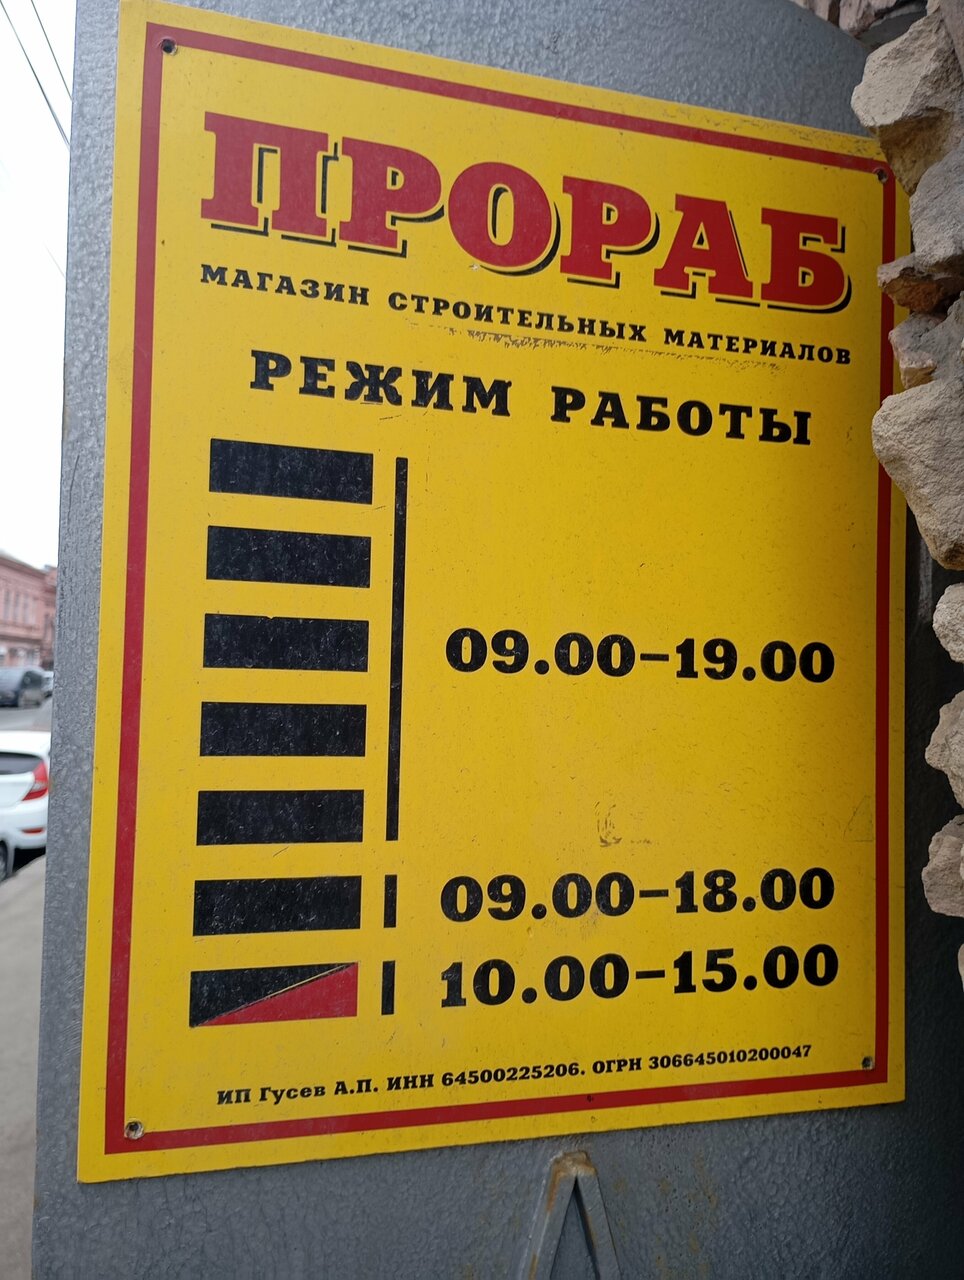 ПРОРАБ
МАГАЗИН СТРОИТЕЛЬНЫХ МАТЕРИАЛОВ
РЕЖИМ РАБОТЫ
09.00–19.00
09.00–18.00
10.00–15.00
ИП Гусев А.П. ИНН 64500225206. ОГРН 306645010200047